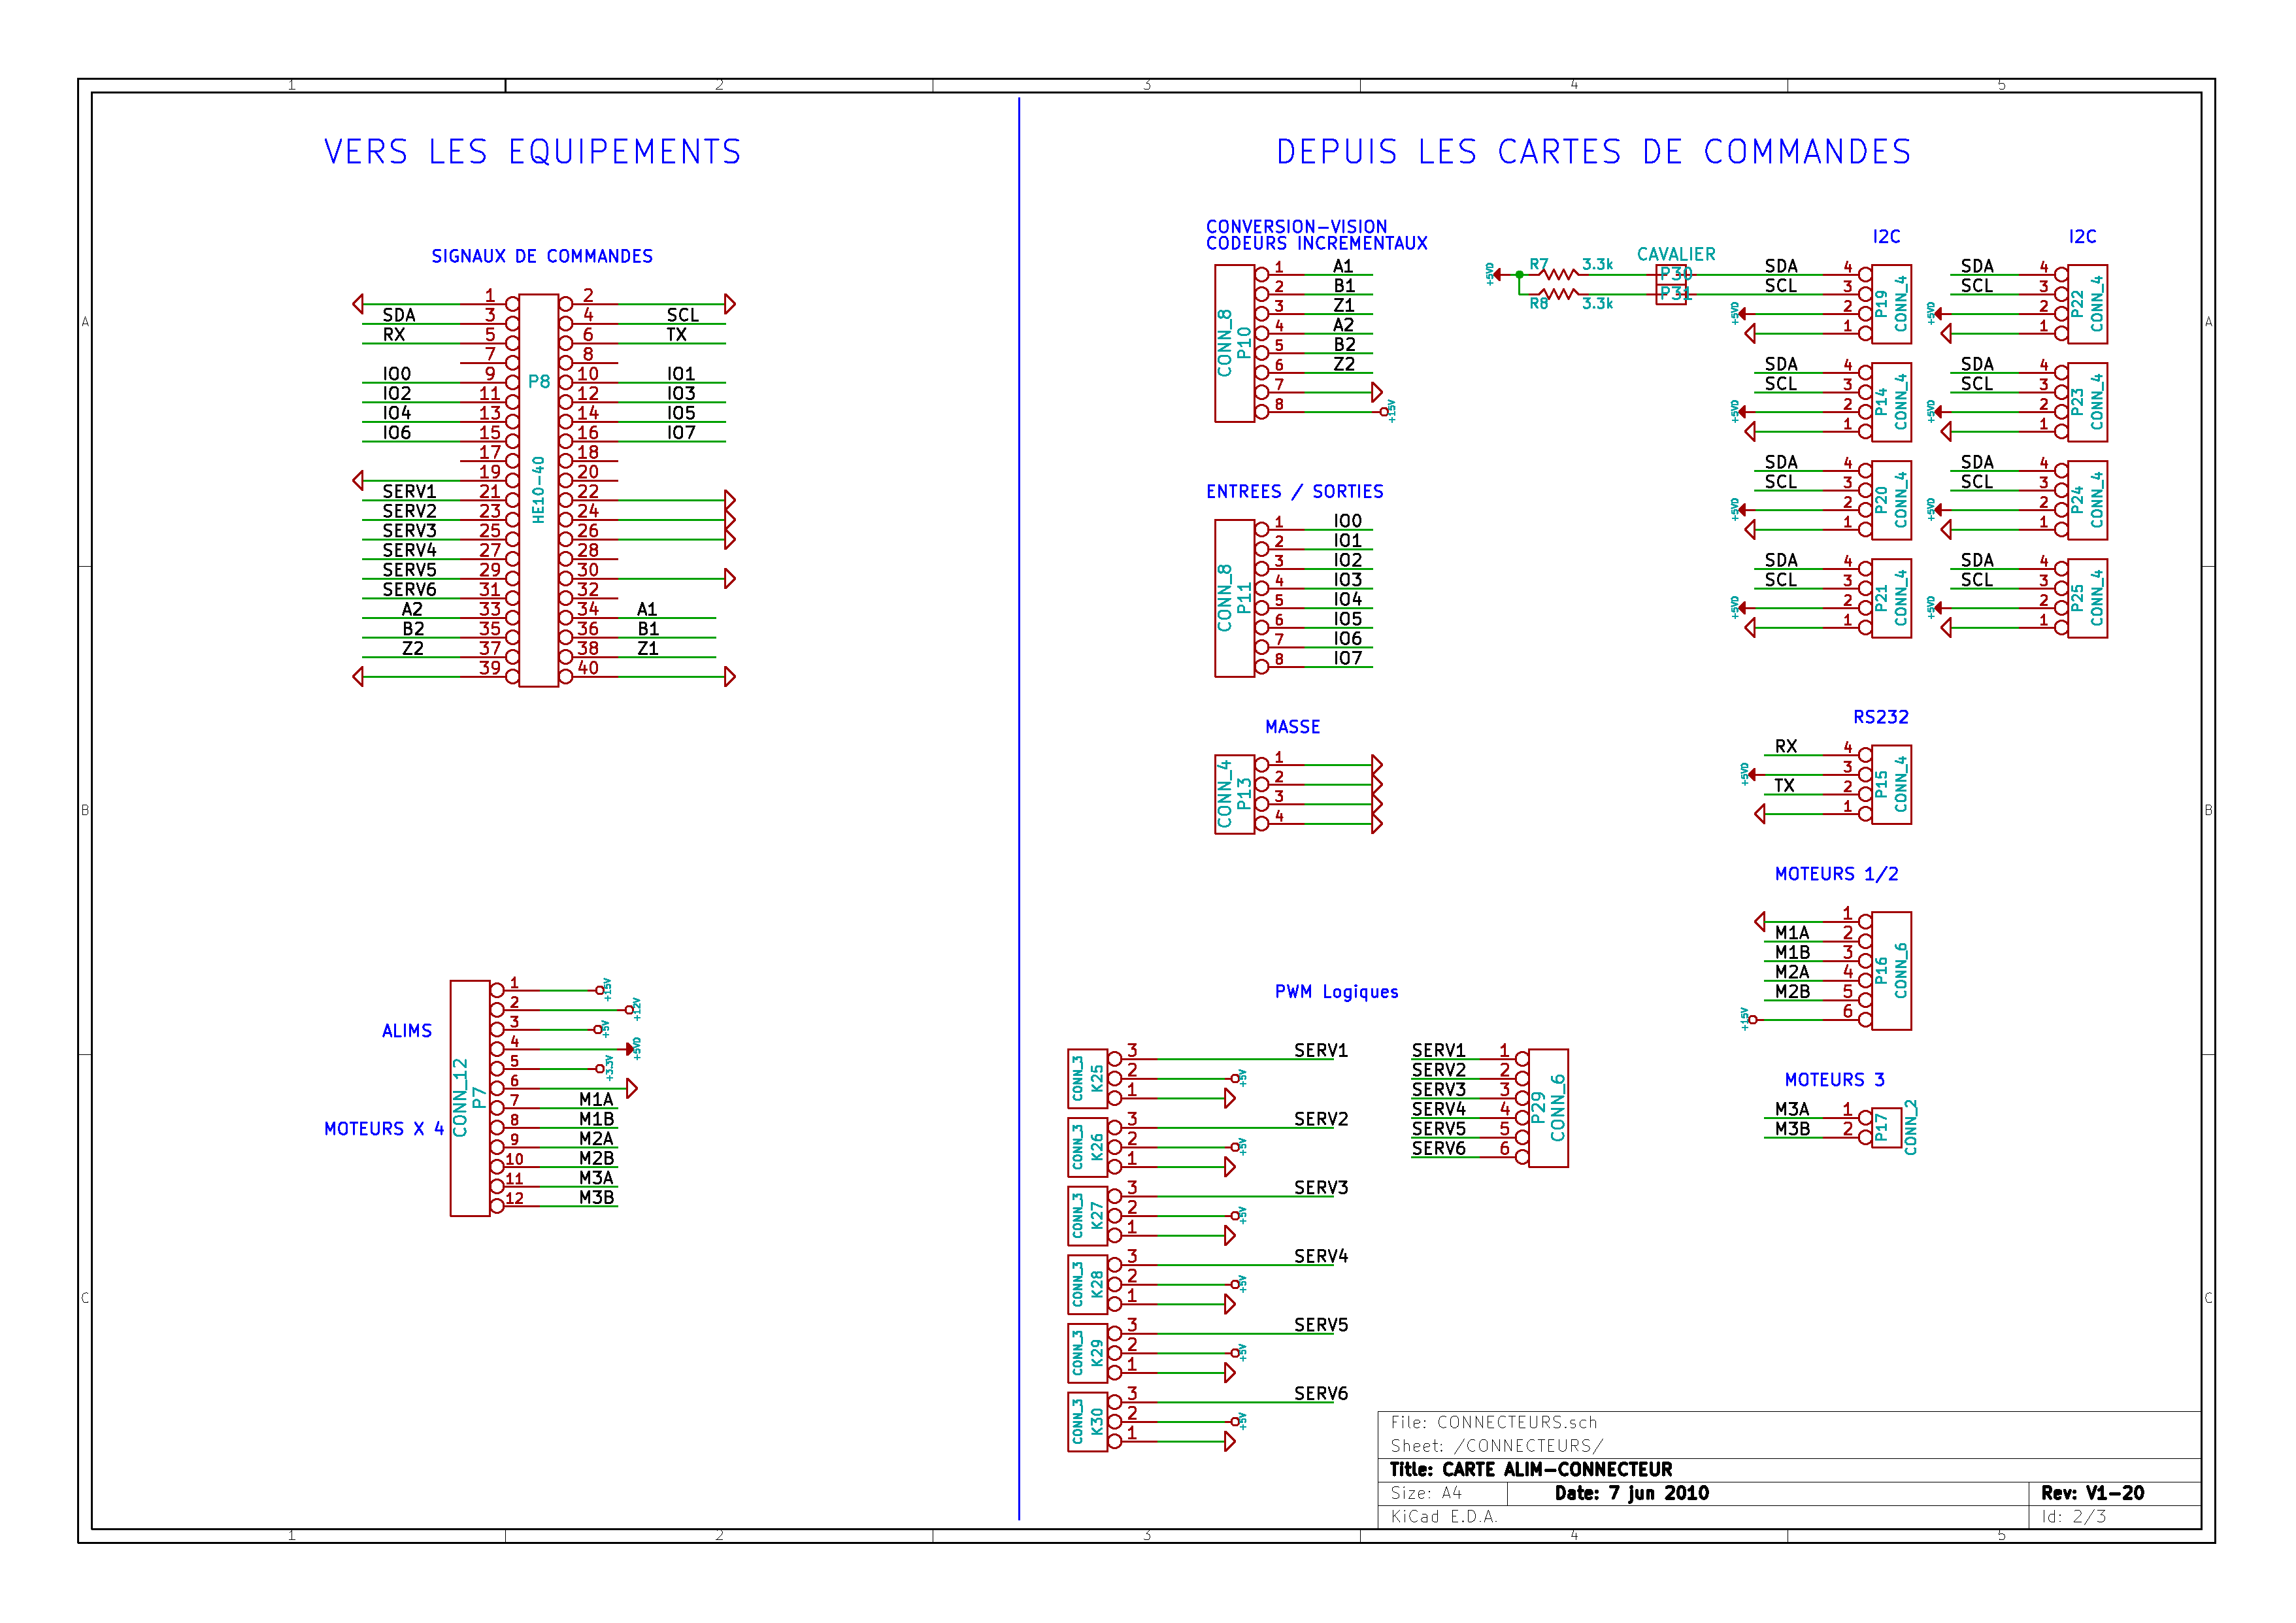 1 2 3 4 5
VERS LES EQUIPEMENTS
DEPUIS LES CARTES DE COMMANDES
SIGNAUX DE COMMANDES
1 2
SDA 3 4 SCL
RX 5 6 TX
7 8
IO0 9 10 IO1
IO2 11 12 IO3
IO4 13 14 IO5
IO6 15 16 IO7
17 18
19 20
SERV1 21 22
SERV2 23 24
SERV3 25 26
SERV4 27 28
SERV5 29 30
SERV6 31 32
A2 33 34 A1
B2 35 36 B1
Z2 37 38 Z1
39 40
P8
HE10-40
ALIMS
MOTEURS X 4
CONN_12
P7
1 +15V
2 +12V
3 +5V
4 +5VD
5 +3.3V
6
7 M1A
8 M1B
9 M2A
10 M2B
11 M3A
12 M3B
CONVERSION-VISION
CODEURS INCREMENTAUX
CONN_8
P10
1 A1
2 B1
3 Z1
4 A2
5 B2
6 Z2
7
8 +15V
ENTREES / SORTIES
CONN_8
P11
1 IO0
2 IO1
3 IO2
4 IO3
5 IO4
6 IO5
7 IO6
8 IO7
MASSE
CONN_4
P13
1
2
3
4
PWM Logiques
CONN_3
K25
3 SERV1
2 +5V
1
CONN_3
K26
3 SERV2
2 +5V
1
CONN_3
K27
3 SERV3
2 +5V
1
CONN_3
K28
3 SERV4
2 +5V
1
CONN_3
K29
3 SERV5
2 +5V
1
CONN_3
K30
3 SERV6
2 +5V
1
SERV1 1
SERV2 2
SERV3 3
SERV4 4
SERV5 5
SERV6 6
P29
CONN_6
+5VD
R7 3.3k
R8 3.3k
CAVALIER
P30
P31
I2C
SDA 4
SCL 3
+5VD 2
1
P19
CONN_4
SDA 4
SCL 3
+5VD 2
1
P14
CONN_4
SDA 4
SCL 3
+5VD 2
1
P20
CONN_4
SDA 4
SCL 3
+5VD 2
1
P21
CONN_4
I2C
SDA 4
SCL 3
+5VD 2
1
P22
CONN_4
SDA 4
SCL 3
+5VD 2
1
P23
CONN_4
SDA 4
SCL 3
+5VD 2
1
P24
CONN_4
SDA 4
SCL 3
+5VD 2
1
P25
CONN_4
RS232
RX 4
+5VD 3
TX 2
1
P15
CONN_4
MOTEURS 1/2
1
M1A 2
M1B 3
M2A 4
M2B 5
+15V 6
P16
CONN_6
MOTEURS 3
M3A 1
M3B 2
P17
CONN_2
A A
B B
C C
File: CONNECTEURS.sch
Sheet: /CONNECTEURS/
Title: CARTE ALIM-CONNECTEUR
Size: A4 Date: 7 jun 2010 Rev: V1-20
KiCad E.D.A. Id: 2/3
1 2 3 4 5